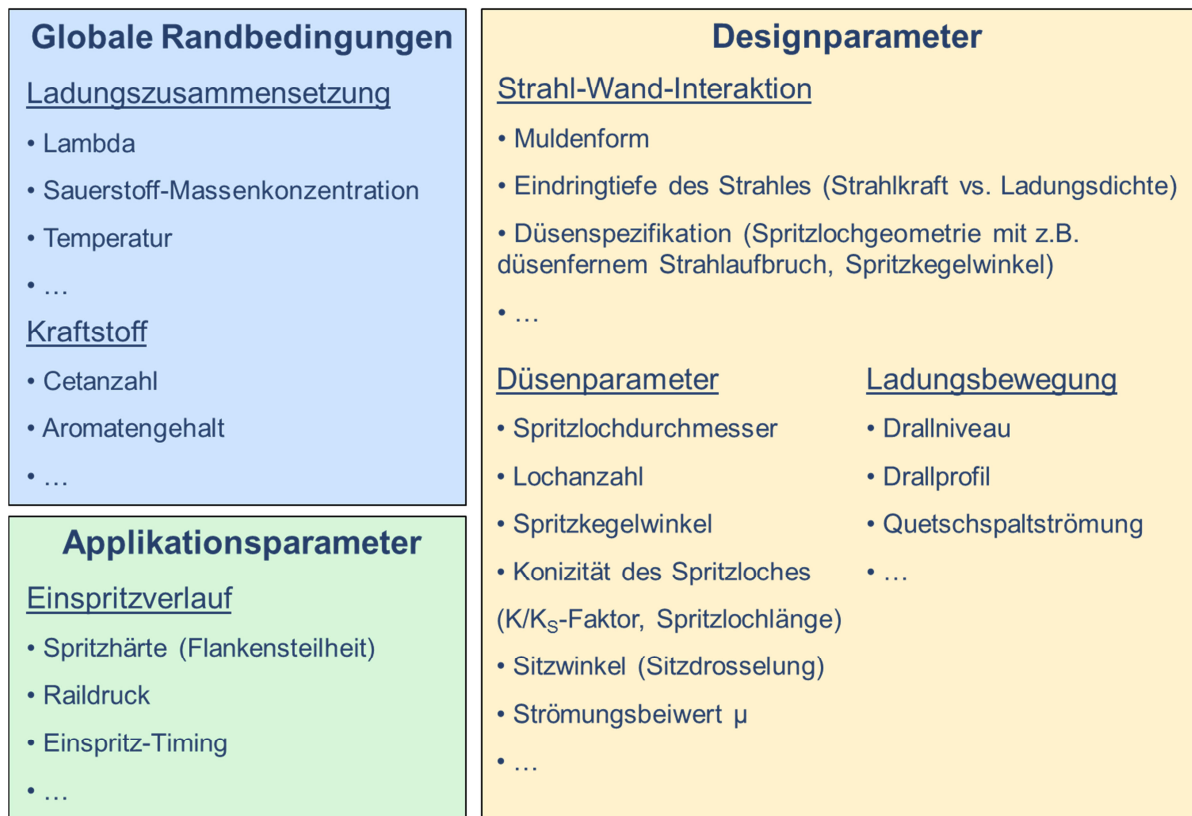 Globale Randbedingungen
Ladungszusammensetzung
• Lambda
• Sauerstoff-Massenkonzentration
• Temperatur
• …
Kraftstoff
• Cetanzahl
• Aromatengehalt
• …
Applikationsparameter
Einspritzverlauf
• Spritzhärte (Flankensteilheit)
• Raildruck
• Einspritz-Timing
• …
Designparameter
Strahl-Wand-Interaktion
• Muldenform
• Eindringtiefe des Strahles (Strahlkraft vs. Ladungsdichte)
• Düsenspezifikation (Spritzlochgeometrie mit z.B.
düsenfernem Strahlaufbruch, Spritzkegelwinkel)
• …
Düsenparameter
• Spritzlochdurchmesser
• Lochanzahl
• Spritzkegelwinkel
• Konizität des Spritzloches
(K/KS-Faktor, Spritzlochlänge)
• Sitzwinkel (Sitzdrosselung)
• Strömungsbeiwert µ
• …
Ladungsbewegung
• Drallniveau
• Drallprofil
• Quetschspaltströmung
• …